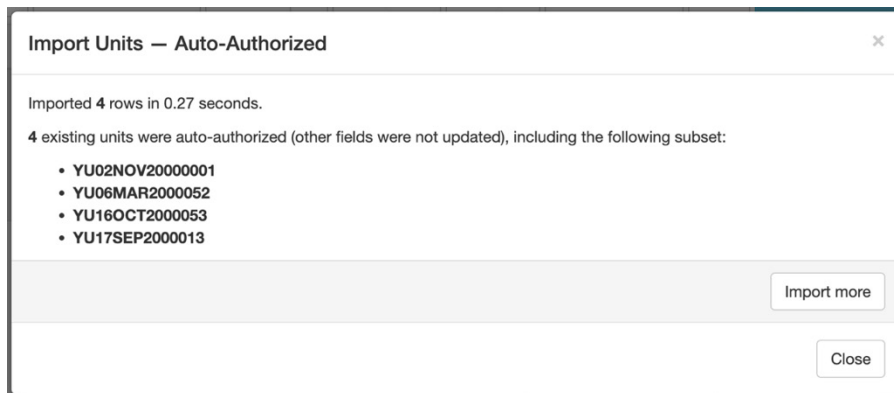 Import Units — Auto-Authorized
×
Imported 4 rows in 0.27 seconds.
4 existing units were auto-authorized (other fields were not updated), including the following subset:
• YU02NOV20000001
• YU06MAR2000052
• YU16OCT2000053
• YU17SEP2000013
Import more
Close